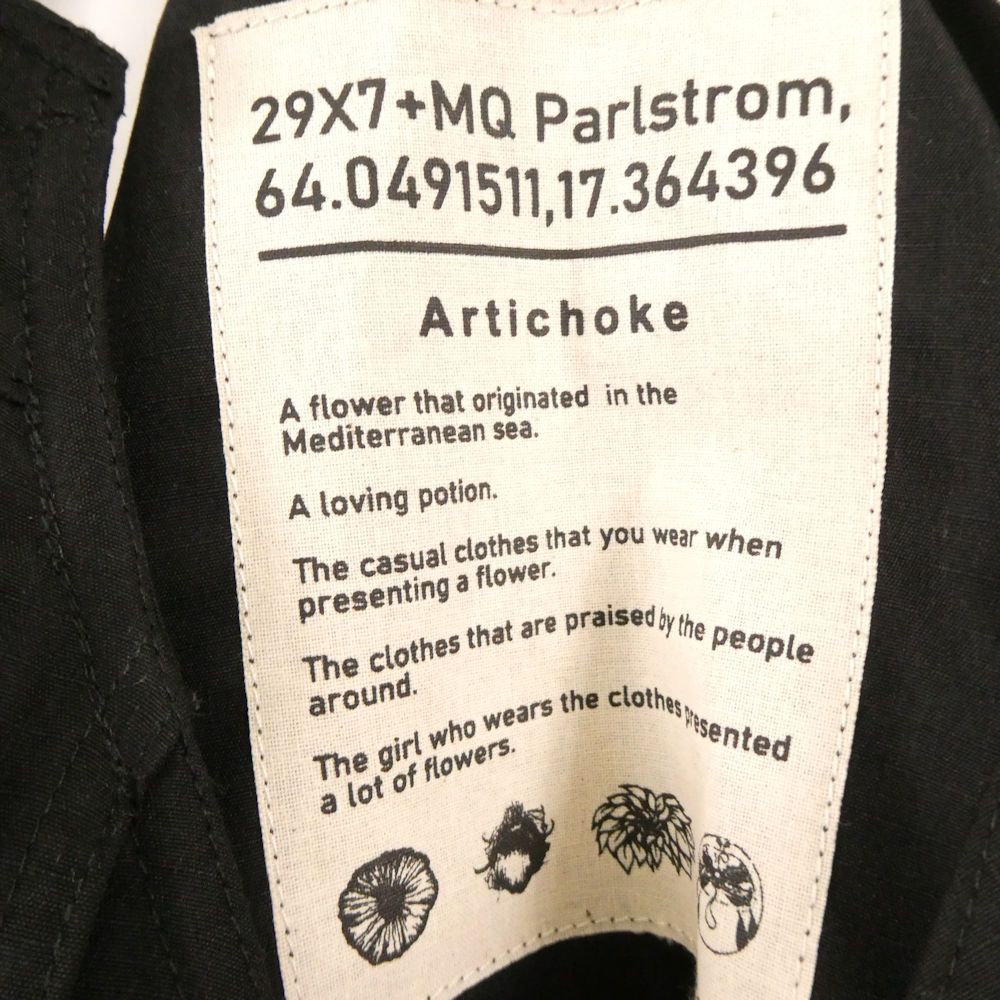 29X7+MQ Parlstrom,
64.0491511,17.364396
Artichoke
A flower that originated in the
Mediterranean sea.
A loving potion.
The casual clothes that you wear when
presenting a flower.
The clothes that are praised by the people
around.
The girl who wears the clothes presented
a lot of flowers.